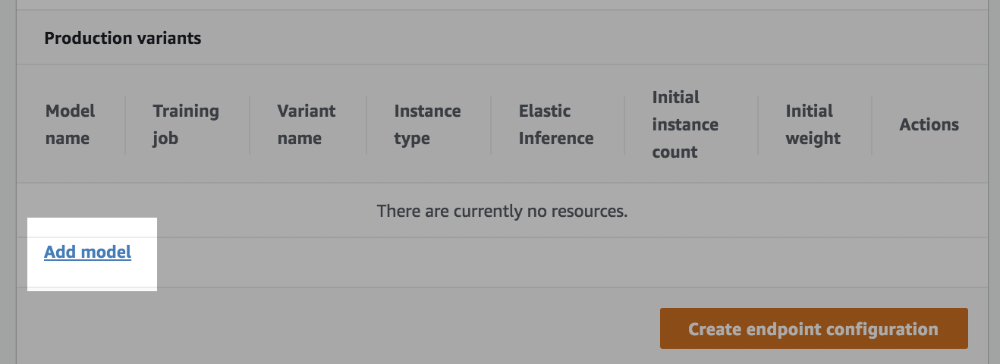 Production variants
Model name
Training job
Variant name
Instance type
Elastic Inference
Initial instance count
Initial weight
Actions
There are currently no resources.
Add model
Create endpoint configuration